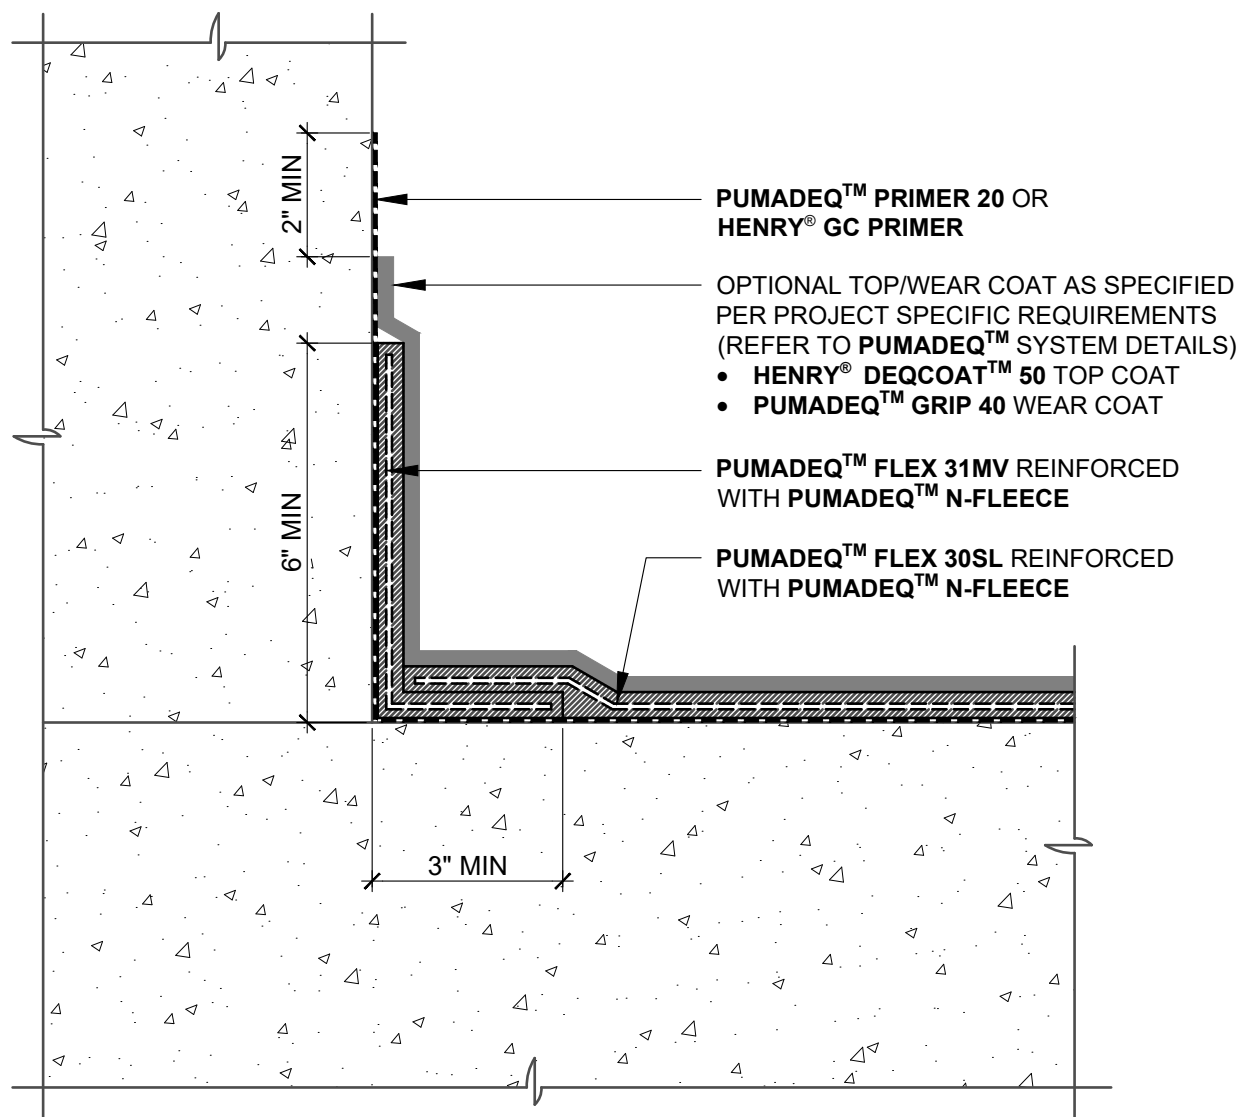 2" MIN
PUMADEQ™ PRIMER 20 OR
HENRY® GC PRIMER
OPTIONAL TOP/WEAR COAT AS SPECIFIED
PER PROJECT SPECIFIC REQUIREMENTS
(REFER TO PUMADEQ™ SYSTEM DETAILS)
• HENRY® DEQCOAT™ 50 TOP COAT
• PUMADEQ™ GRIP 40 WEAR COAT
6" MIN
PUMADEQ™ FLEX 31MV REINFORCED
WITH PUMADEQ™ N-FLEECE
PUMADEQ™ FLEX 30SL REINFORCED
WITH PUMADEQ™ N-FLEECE
3" MIN